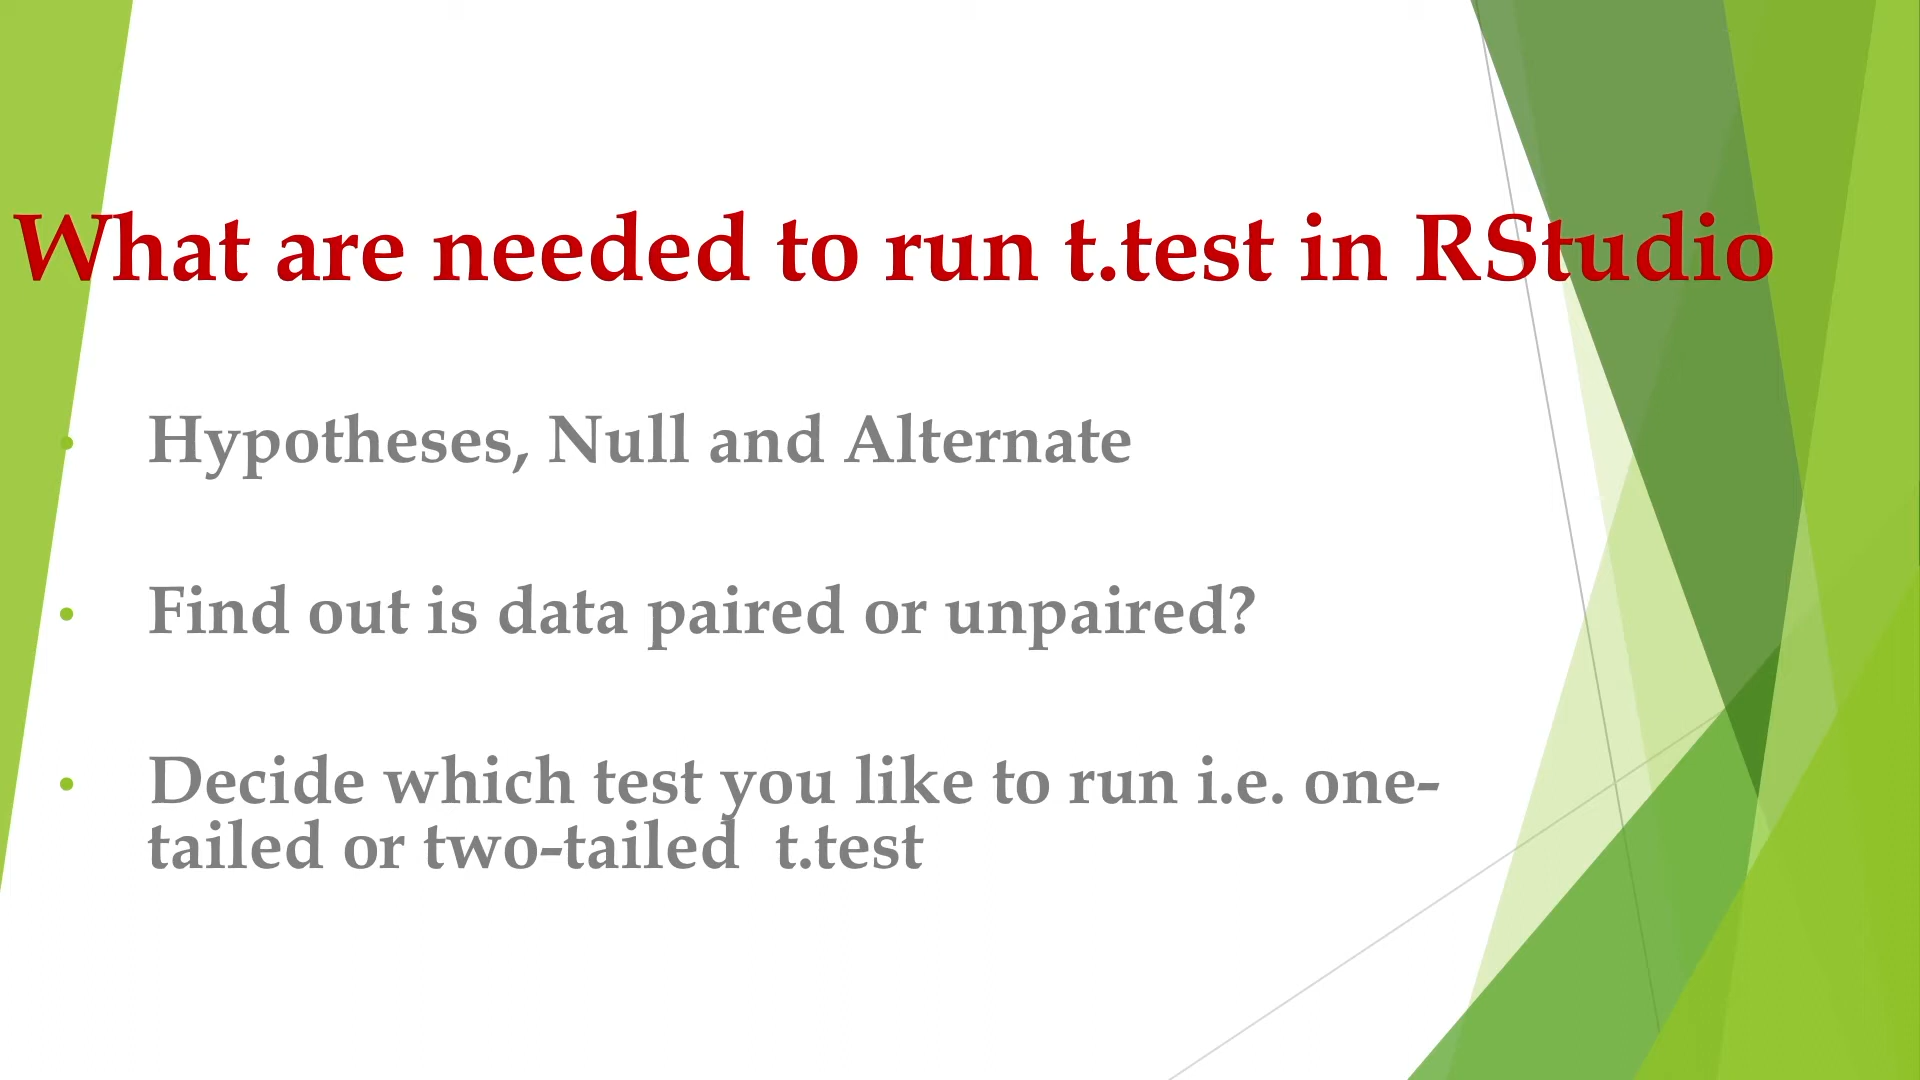 What are needed to run t.test in RStudio
• Hypotheses, Null and Alternate
• Find out is data paired or unpaired?
• Decide which test you like to run i.e. one-
tailed or two-tailed  t.test